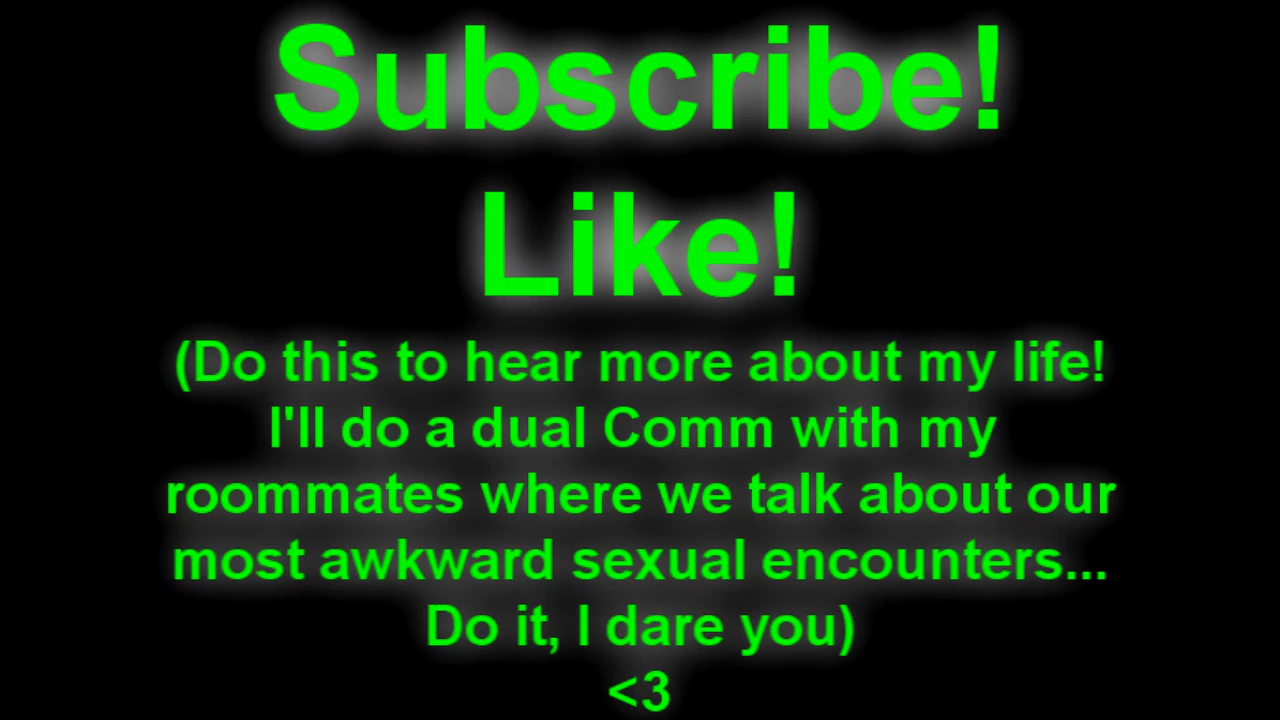 Subscribe!
Like!
(Do this to hear more about my life!
I'll do a dual Comm with my
roommates where we talk about our
most awkward sexual encounters...
Do it, I dare you)
<3